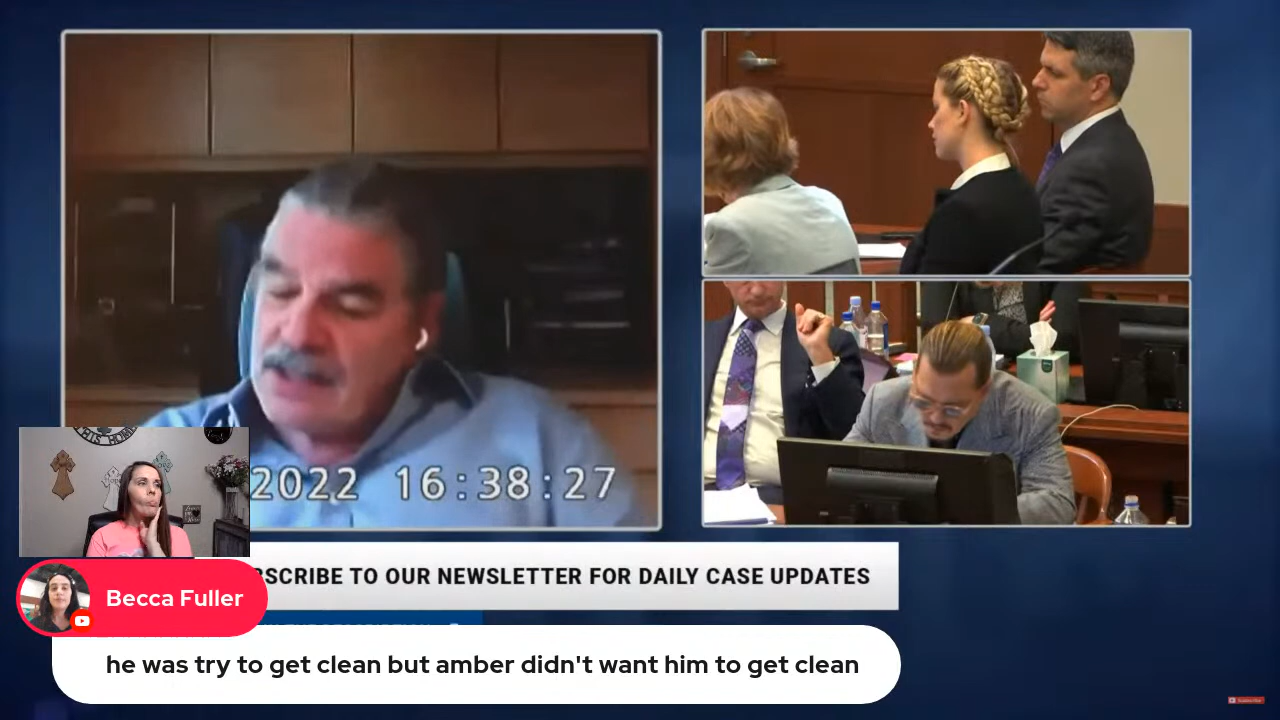 2022 16:38:27
BSCRIBE TO OUR NEWSLETTER FOR DAILY CASE UPDATES
Becca Fuller
he was try to get clean but amber didn't want him to get clean